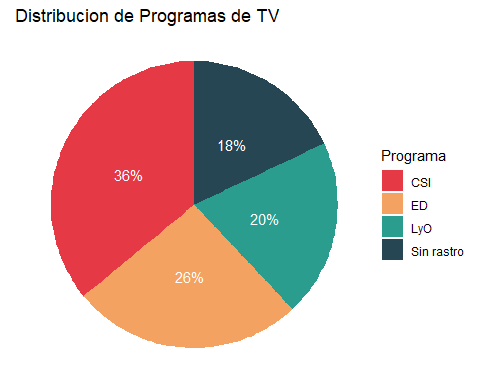 Distribucion de Programas de TV
18%
36%
20%
26%
Programa
CSI
ED
LyO
Sin rastro